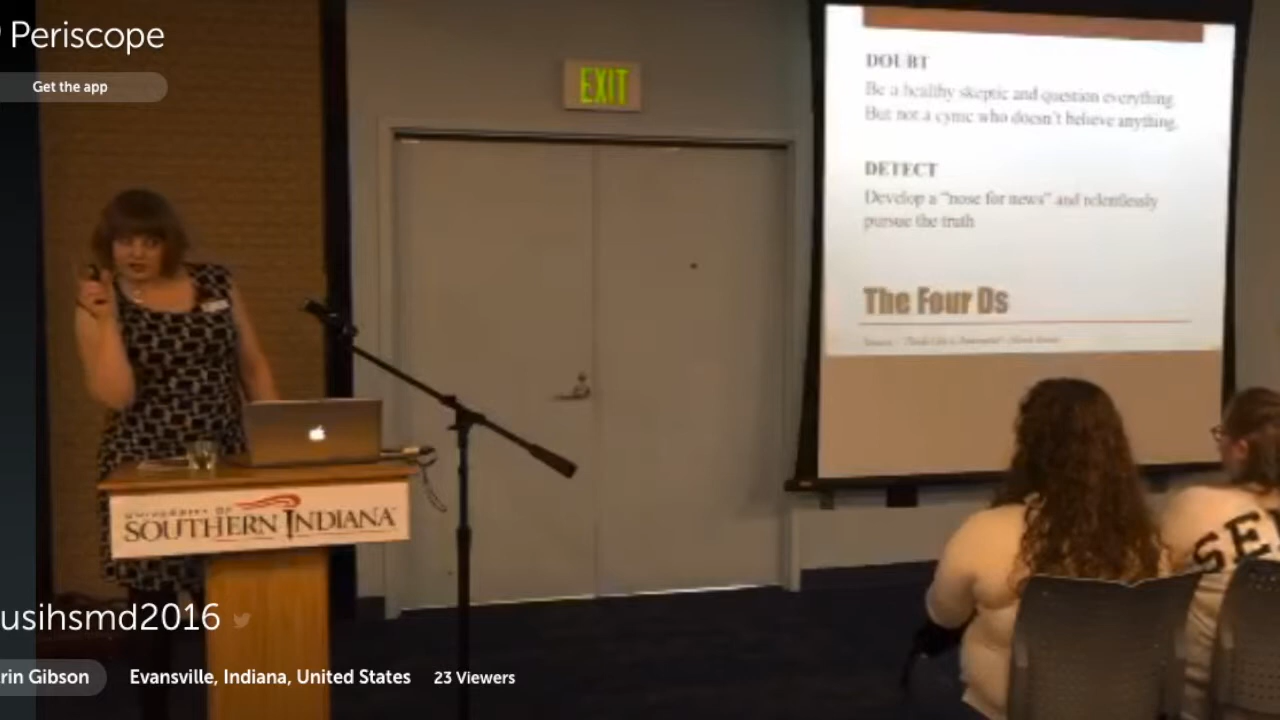 Periscope
Get the app
EXIT
DOUBT
Be a healthy skeptic and question everything.
But not a cynic who doesn't believe anything.
DETECT
Develop a "nose for news" and relentlessly
pursue the truth
The Four Ds
UNIVERSITY OF
SOUTHERN INDIANA
SE
usihsmd2016
rin Gibson
Evansville, Indiana, United States
23 Viewers